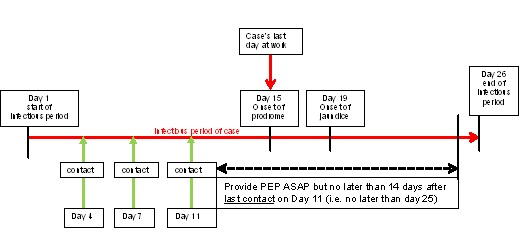 Case's last
day at work
Day 1
start of
infectious period
Day 15
Onset of
prodrome
Day 19
Onset of
jaundice
Day 26
end of
infectious
period
Infectious period of case
contact
contact
contact
Provide PEP ASAP but no later than 14 days after
last contact on Day 11 (i.e. no later than day 25)
Day 4
Day 7
Day 11